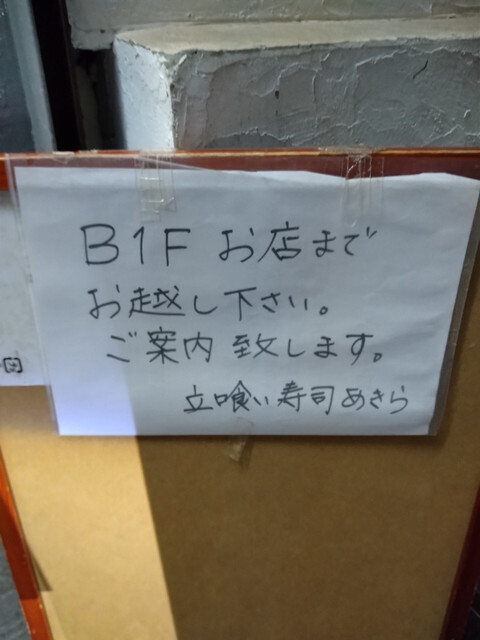 B1F お店まで
お越し下さい。
ご案内致します。
立喰い寿司あきら